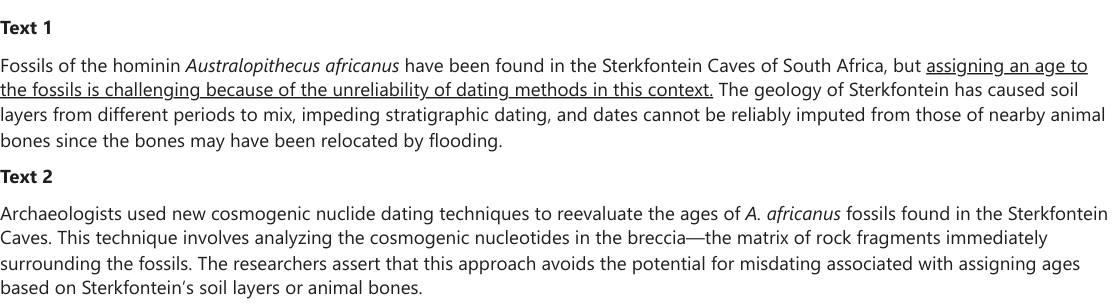 Text 1
Fossils of the hominin Australopithecus africanus have been found in the Sterkfontein Caves of South Africa, but assigning an age to
the fossils is challenging because of the unreliability of dating methods in this context. The geology of Sterkfontein has caused soil
layers from different periods to mix, impeding stratigraphic dating, and dates cannot be reliably imputed from those of nearby animal
bones since the bones may have been relocated by flooding.
Text 2
Archaeologists used new cosmogenic nuclide dating techniques to reevaluate the ages of A. africanus fossils found in the Sterkfontein
Caves. This technique involves analyzing the cosmogenic nucleotides in the breccia—the matrix of rock fragments immediately
surrounding the fossils. The researchers assert that this approach avoids the potential for misdating associated with assigning ages
based on Sterkfontein's soil layers or animal bones.